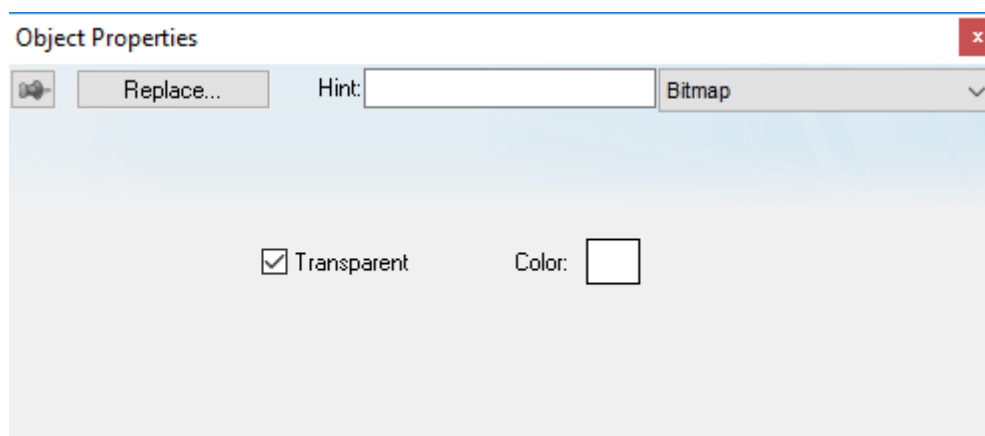 Object Properties
x
Replace... Hint: Bitmap
Transparent Color: